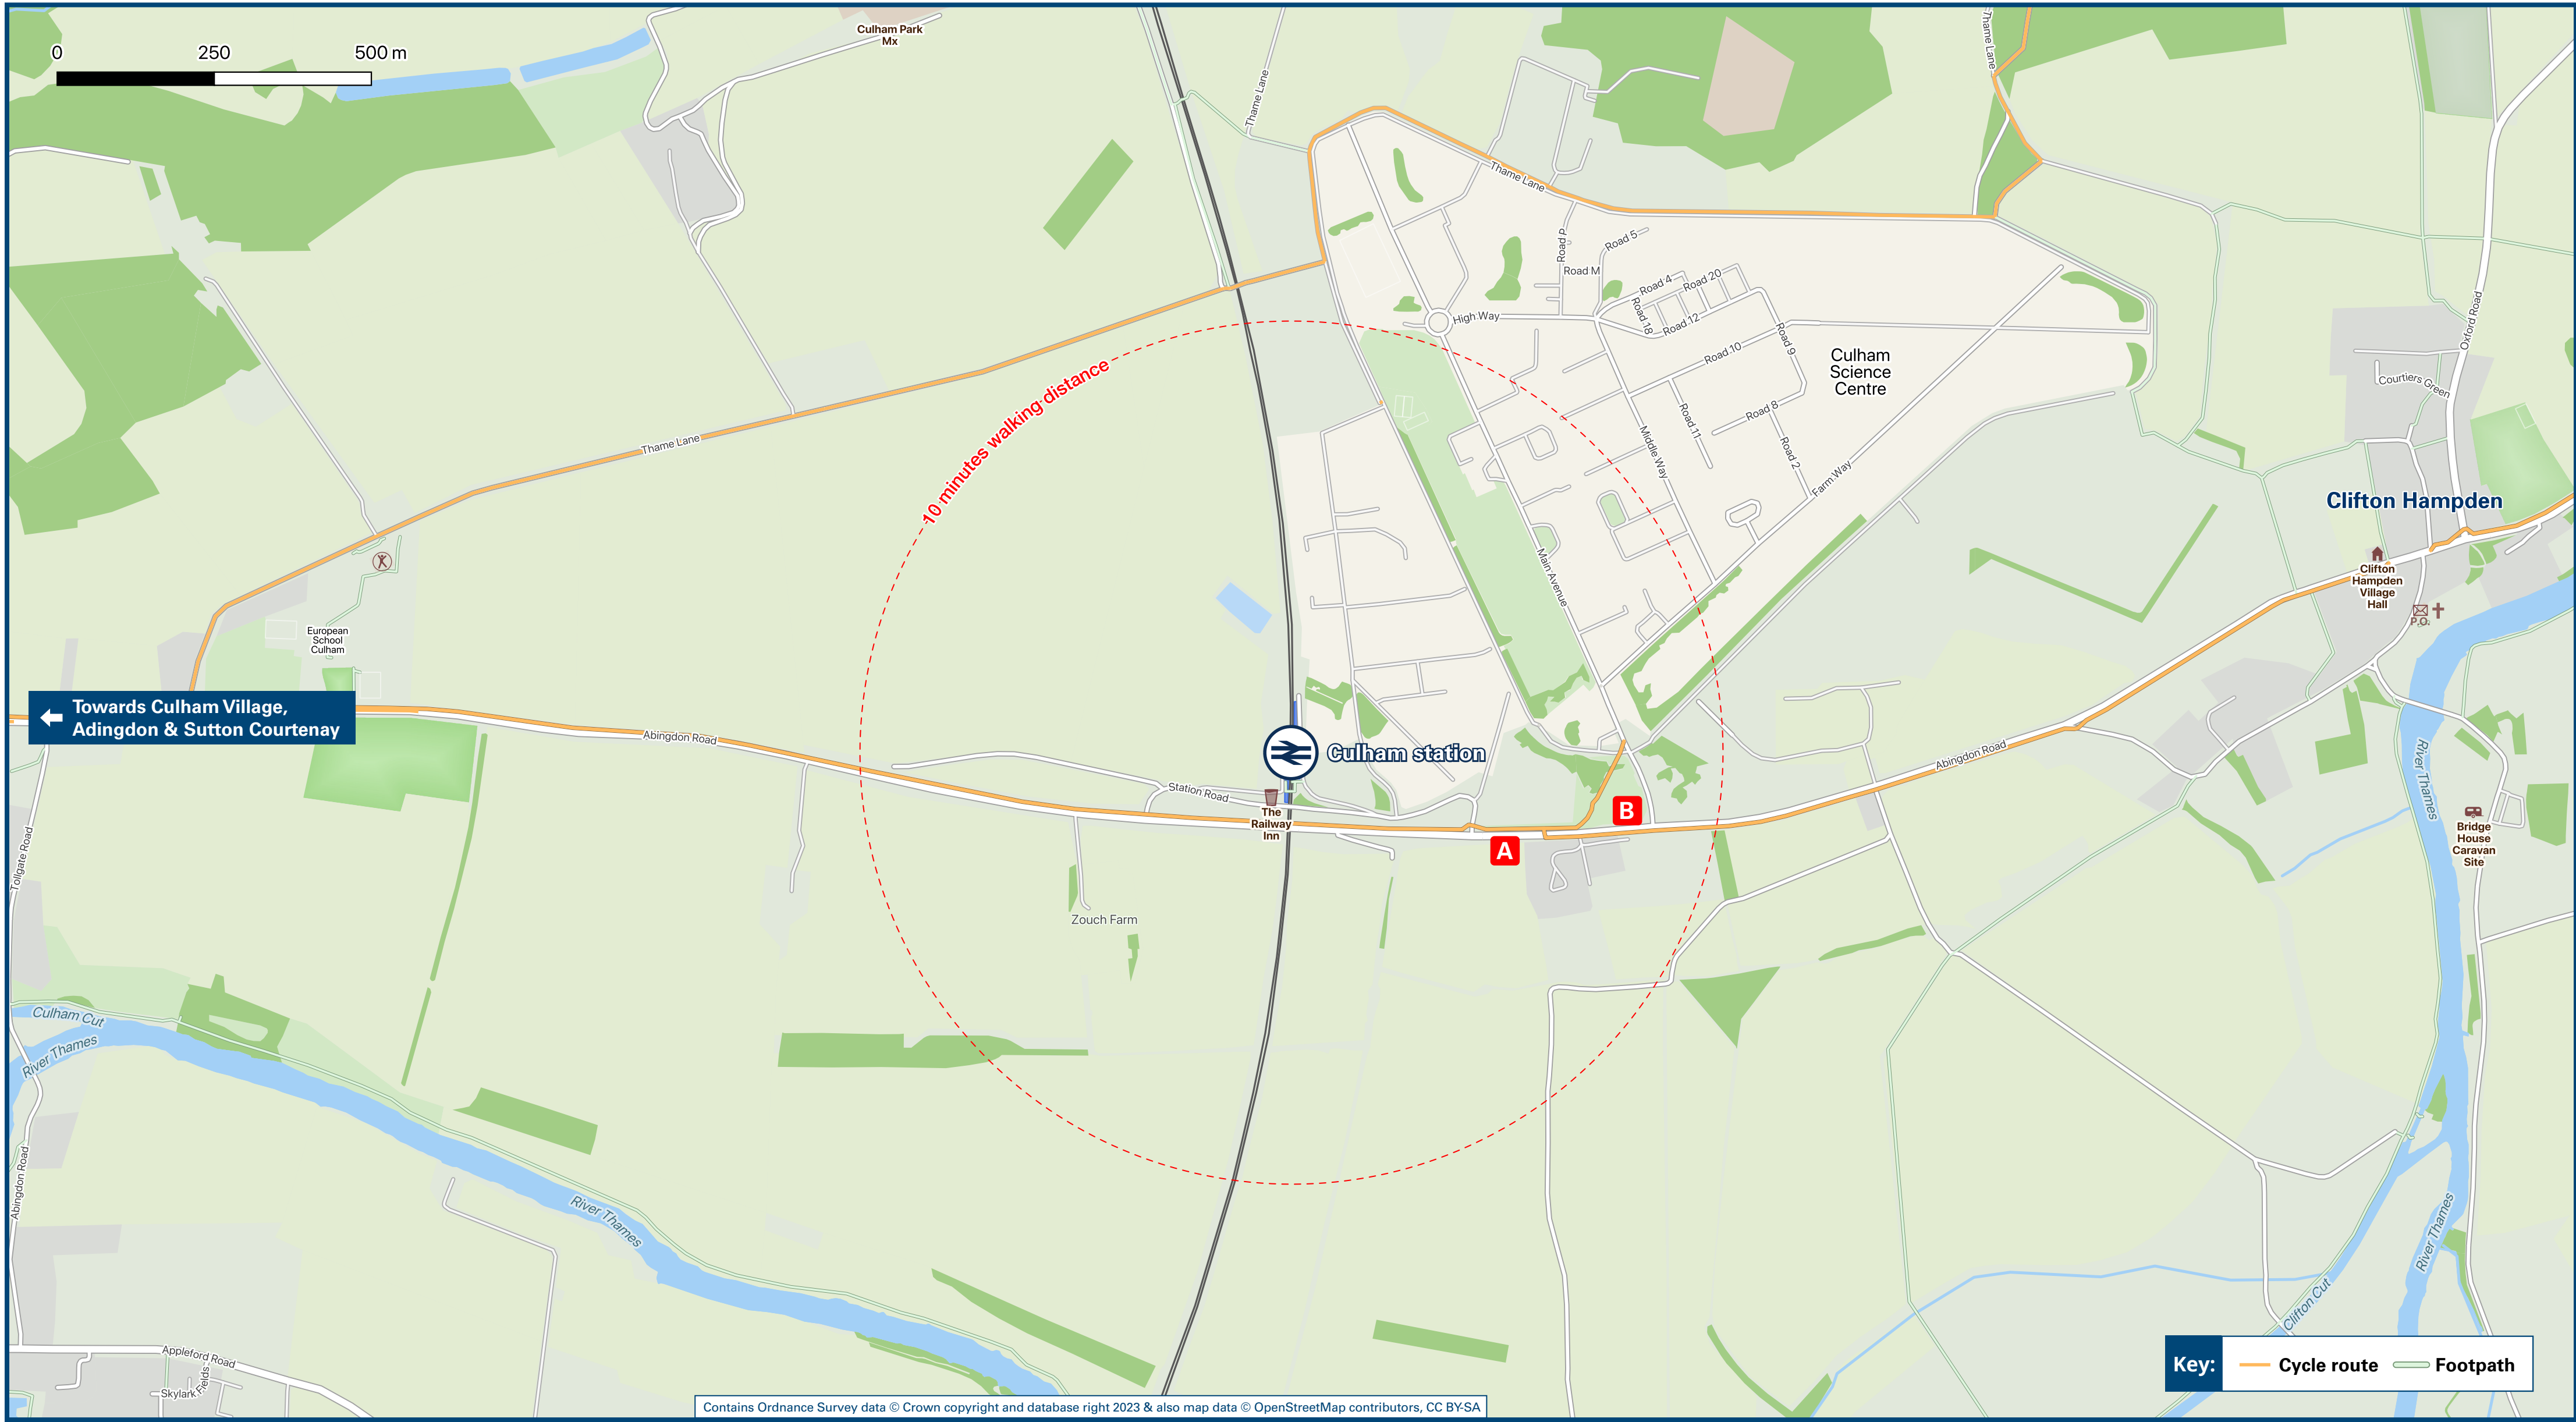 0 250 500 m
Culham Park
Mx
Thame Lane
Thame Lane
Thame Lane
Road P
Road 5
Road M
Road 4
Road 20
Road 18
Road 12
High Way
Road 9
Road 10
Culham
Science
Centre
Road 11
Road 8
Road 2
Middle Way
Farm Way
Main Avenue
Oxford Road
Courtiers Green
Clifton Hampden
Clifton
Hampden
Village
Hall
P.O.
10 minutes walking distance
Thame Lane
European
School
Culham
Towards Culham Village,
Adingdon & Sutton Courtenay
Abingdon Road
Station Road
Culham station
The
Railway
Inn
A
B
Abingdon Road
River Thames
Bridge
House
Caravan
Site
Tollgate Road
Zouch Farm
Culham Cut
River Thames
Abingdon Road
River Thames
River Thames
Clifton Cut
Appleford Road
Skylark Fields
Key: Cycle route Footpath
Contains Ordnance Survey data © Crown copyright and database right 2023 & also map data © OpenStreetMap contributors, CC BY-SA